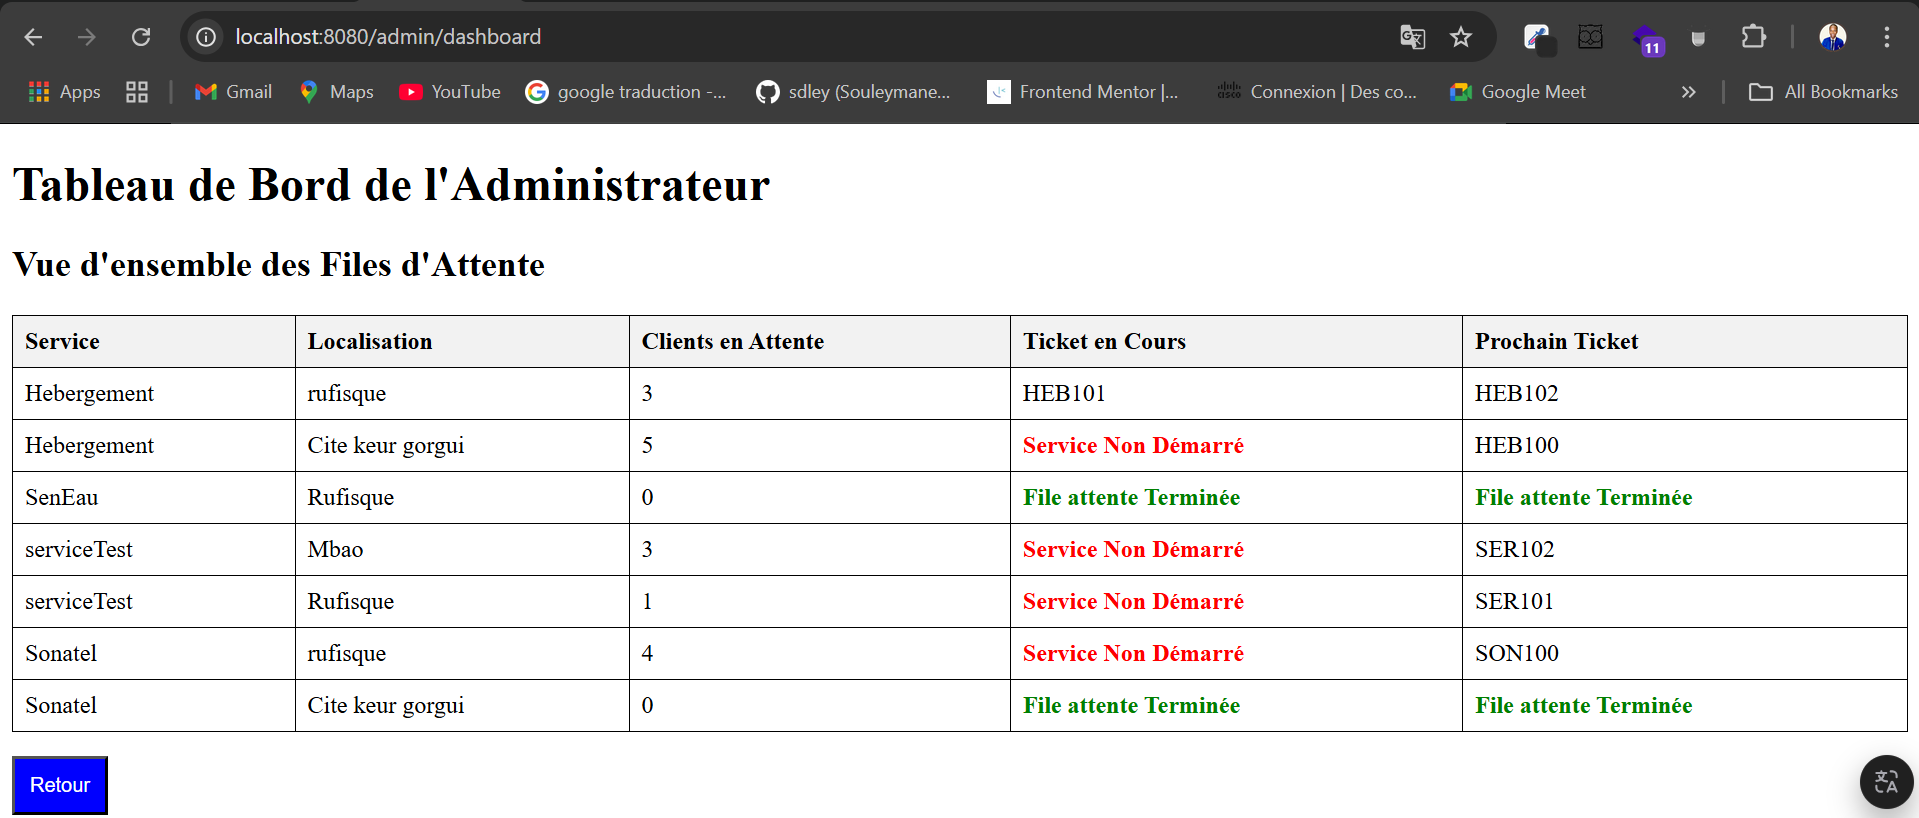 localhost:8080/admin/dashboard
11
Apps Gmail Maps YouTube google traduction -... sdley (Souleymane... Frontend Mentor |... Connexion | Des co... Google Meet » All Bookmarks
Tableau de Bord de l'Administrateur
Vue d'ensemble des Files d'Attente
Service Localisation Clients en Attente Ticket en Cours Prochain Ticket
Hebergement rufisque 3 HEB101 HEB102
Hebergement Cite keur gorgui 5 Service Non Démarré HEB100
SenEau Rufisque 0 File attente Terminée File attente Terminée
serviceTest Mbao 3 Service Non Démarré SER102
serviceTest Rufisque 1 Service Non Démarré SER101
Sonatel rufisque 4 Service Non Démarré SON100
Sonatel Cite keur gorgui 0 File attente Terminée File attente Terminée
Retour